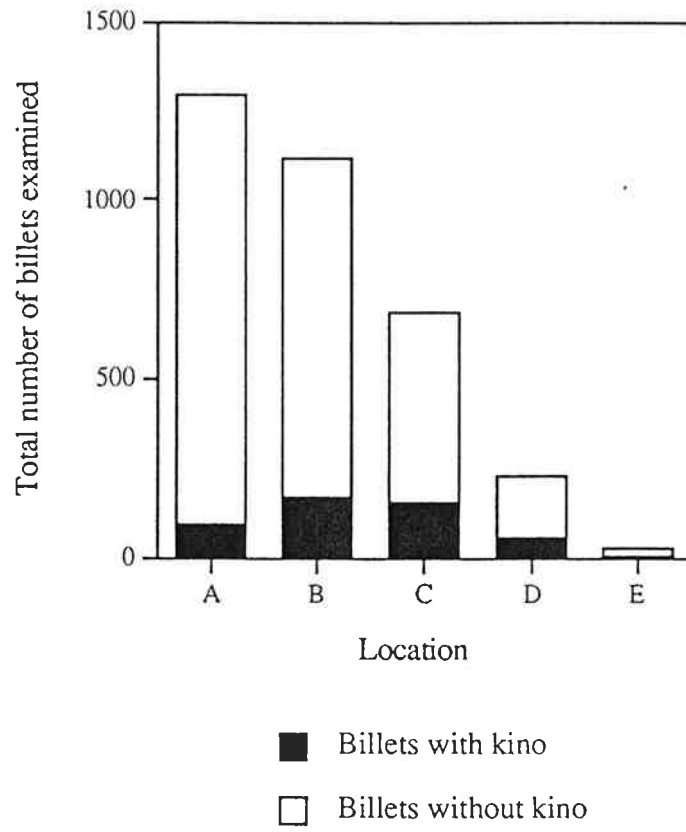 Total number of billets examined
1500
1000
500
0
A B C D E
Location
Billets with kino
Billets without kino